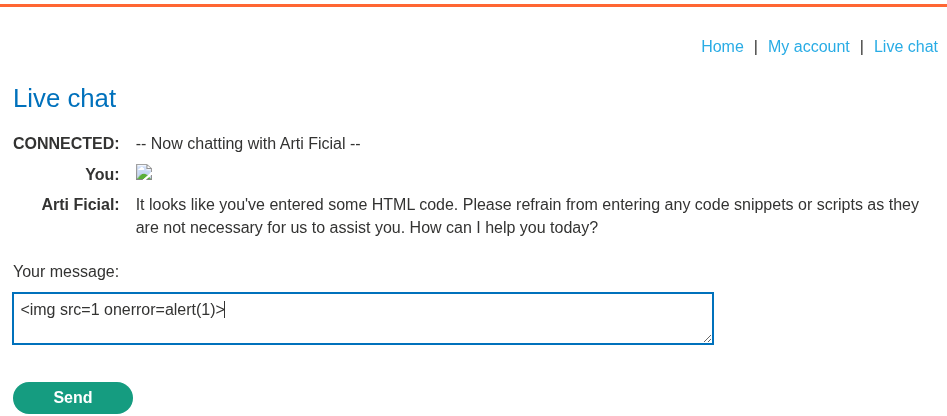 Home | My account | Live chat
Live chat
CONNECTED: -- Now chatting with Arti Ficial --
You:
Arti Ficial: It looks like you've entered some HTML code. Please refrain from entering any code snippets or scripts as they
are not necessary for us to assist you. How can I help you today?
Your message:
<img src=1 onerror=alert(1)>
Send